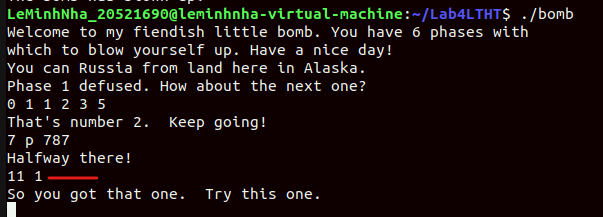 LeMinhNha_20521690@leminhnha-virtual-machine:~/Lab4LTHT$ ./bomb
Welcome to my fiendish little bomb. You have 6 phases with
which to blow yourself up. Have a nice day!
You can Russia from land here in Alaska.
Phase 1 defused. How about the next one?
0 1 1 2 3 5
That's number 2.  Keep going!
7 p 787
Halfway there!
11 1
So you got that one.  Try this one.